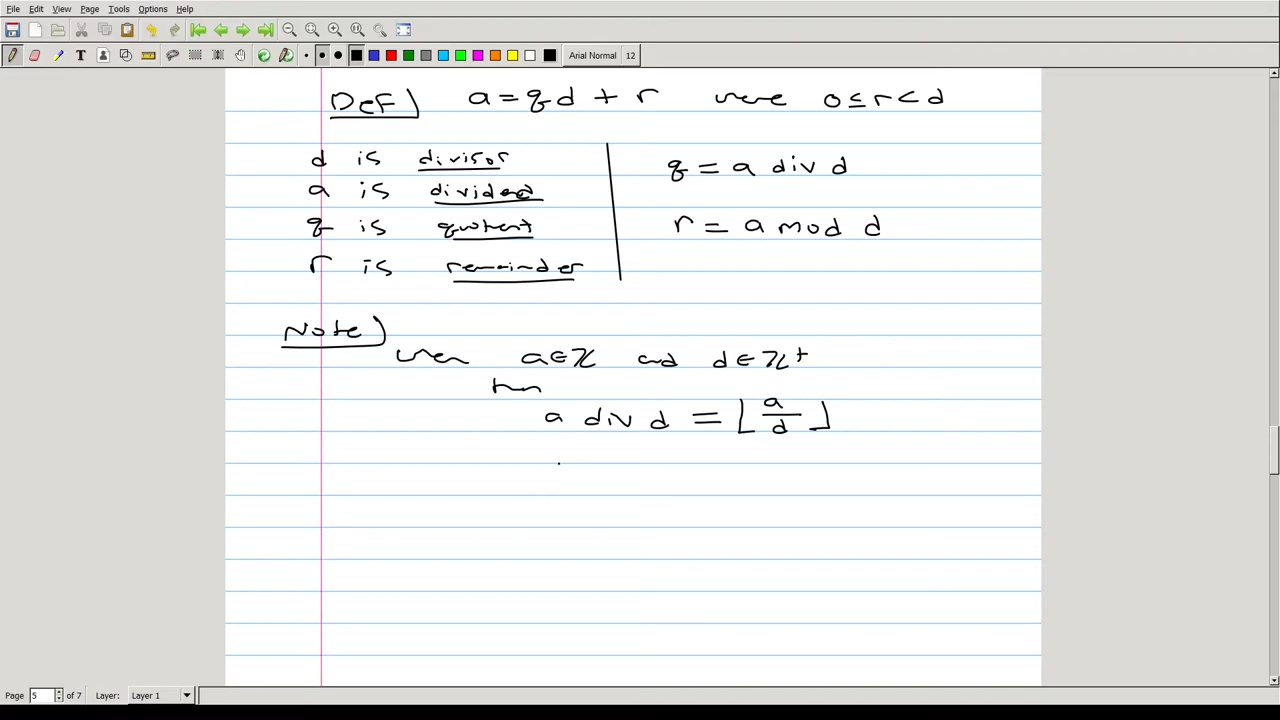 File Edit View Page Tools Options Help
Arial Normal 12
Def) a = qd + r were 0 ≤ r < d
d is divisor
a is dividend
q is quotient
r is remainder
q = a div d
r = a mod d
Note)
when a ∈ ℤ and d ∈ ℤ⁺
then
a div d = ⌊a/d⌋
Page 5 of 7 Layer: Layer 1